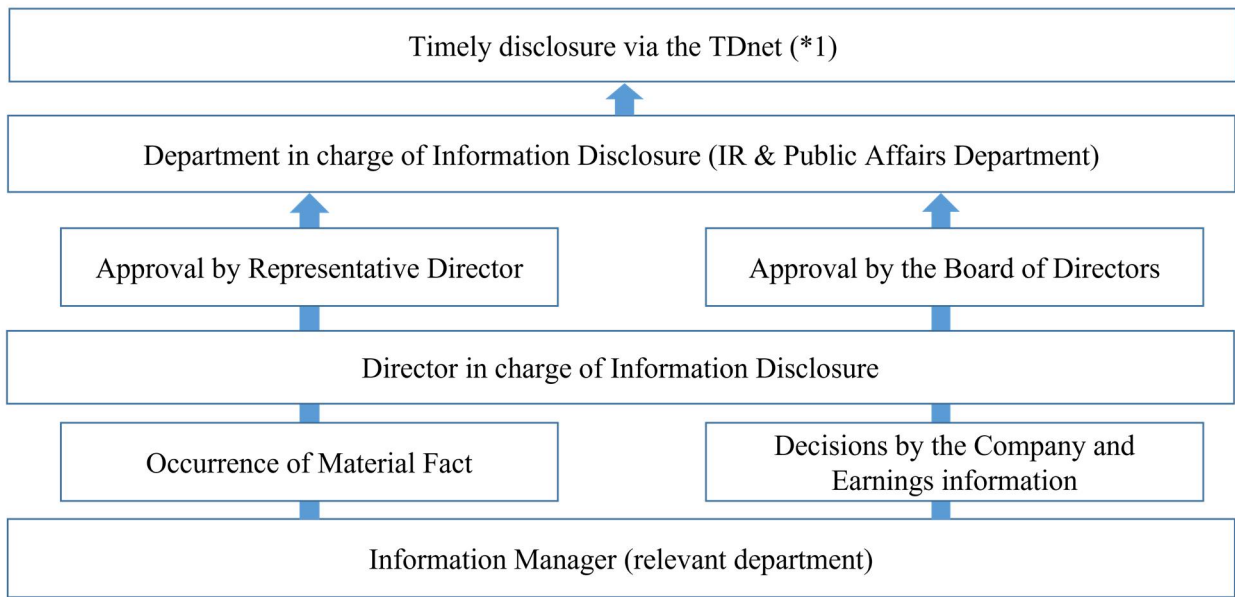 Timely disclosure via the TDnet (*1)
Department in charge of Information Disclosure (IR & Public Affairs Department)
Approval by Representative Director
Approval by the Board of Directors
Director in charge of Information Disclosure
Occurrence of Material Fact
Decisions by the Company and
Earnings information
Information Manager (relevant department)